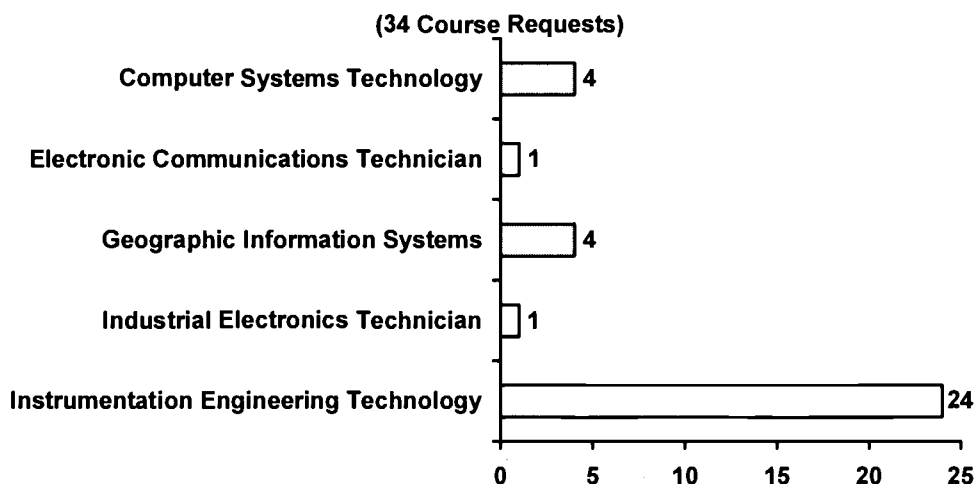 (34 Course Requests)
Computer Systems Technology 4
Electronic Communications Technician 1
Geographic Information Systems 4
Industrial Electronics Technician 1
Instrumentation Engineering Technology 24
0 5 10 15 20 25